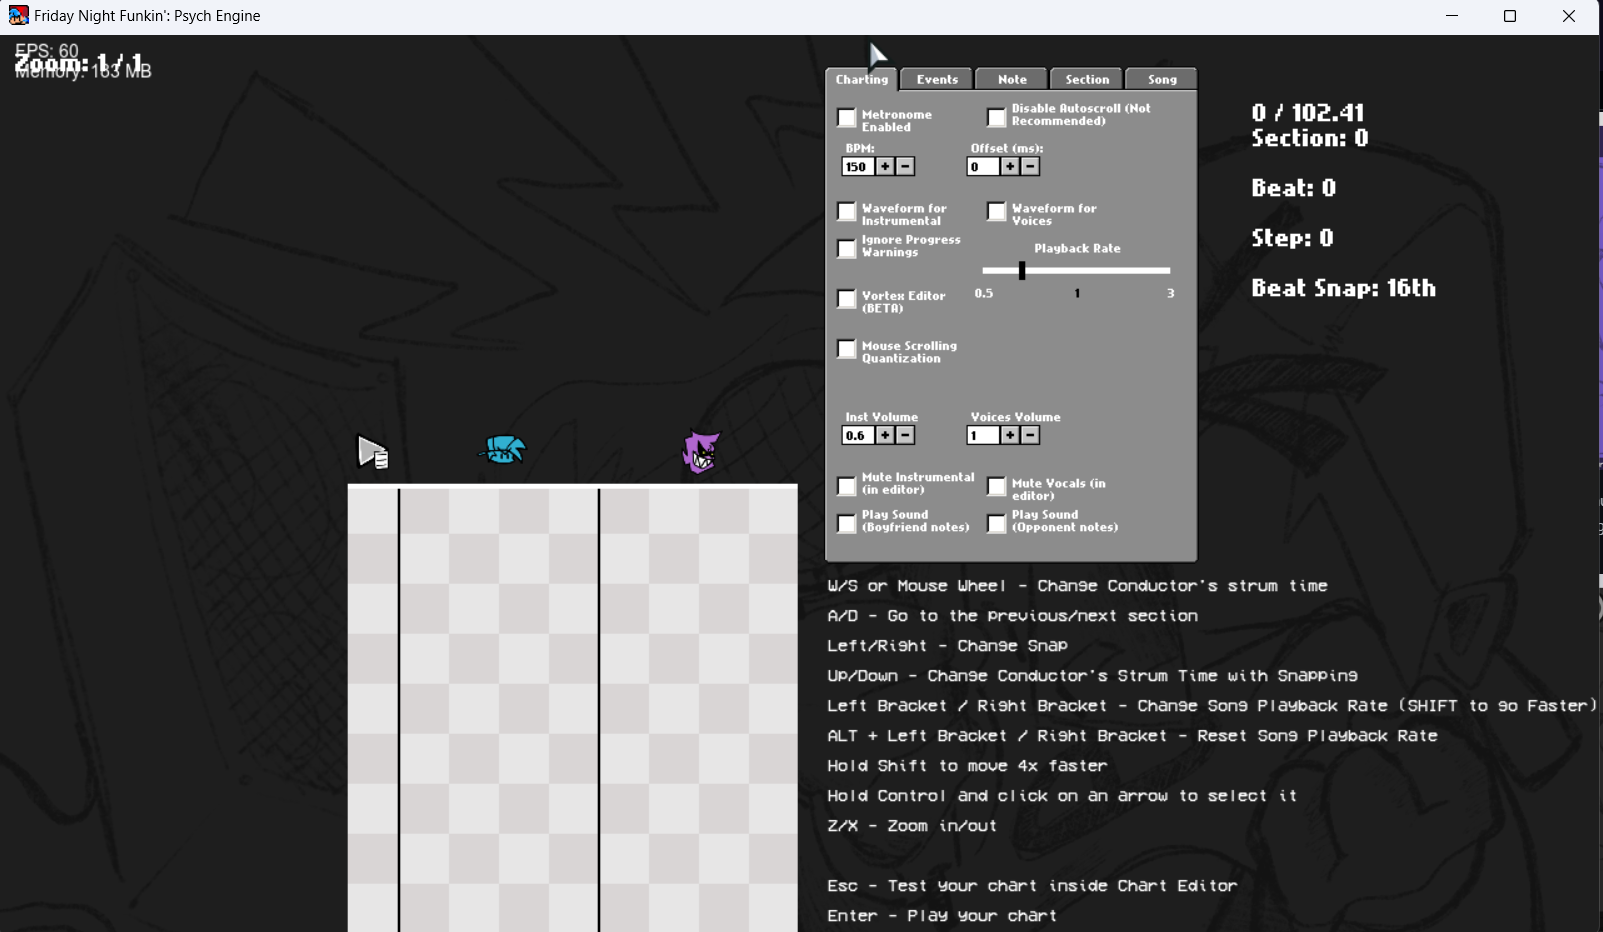 Friday Night Funkin': Psych Engine
EPS: 60
Zoom: 1 / 1
Memory: 183 MB
Charting
Events
Note
Section
Song
Metronome
Enabled
Disable Autoscroll (Not
Recommended)
BPM:
Offset (ms):
150 + -
0 + -
Waveform for
Instrumental
Waveform for
Voices
Ignore Progress
Warnings
Playback Rate
0.5 1 3
Vortex Editor
(BETA)
Mouse Scrolling
Quantization
Inst Volume
Voices Volume
0.6 + -
1 + -
Mute Instrumental
(in editor)
Mute Vocals (in
editor)
Play Sound
(Boyfriend notes)
Play Sound
(Opponent notes)
0 / 102.41
Section: 0
Beat: 0
Step: 0
Beat Snap: 16th
W/S or Mouse Wheel - Change Conductor's strum time
A/D - Go to the previous/next section
Left/Right - Change Snap
Up/Down - Change Conductor's Strum Time with Snapping
Left Bracket / Right Bracket - Change Song Playback Rate (SHIFT to go Faster)
ALT + Left Bracket / Right Bracket - Reset Song Playback Rate
Hold Shift to move 4x faster
Hold Control and click on an arrow to select it
Z/X - Zoom in/out
Esc - Test your chart inside Chart Editor
Enter - Play your chart